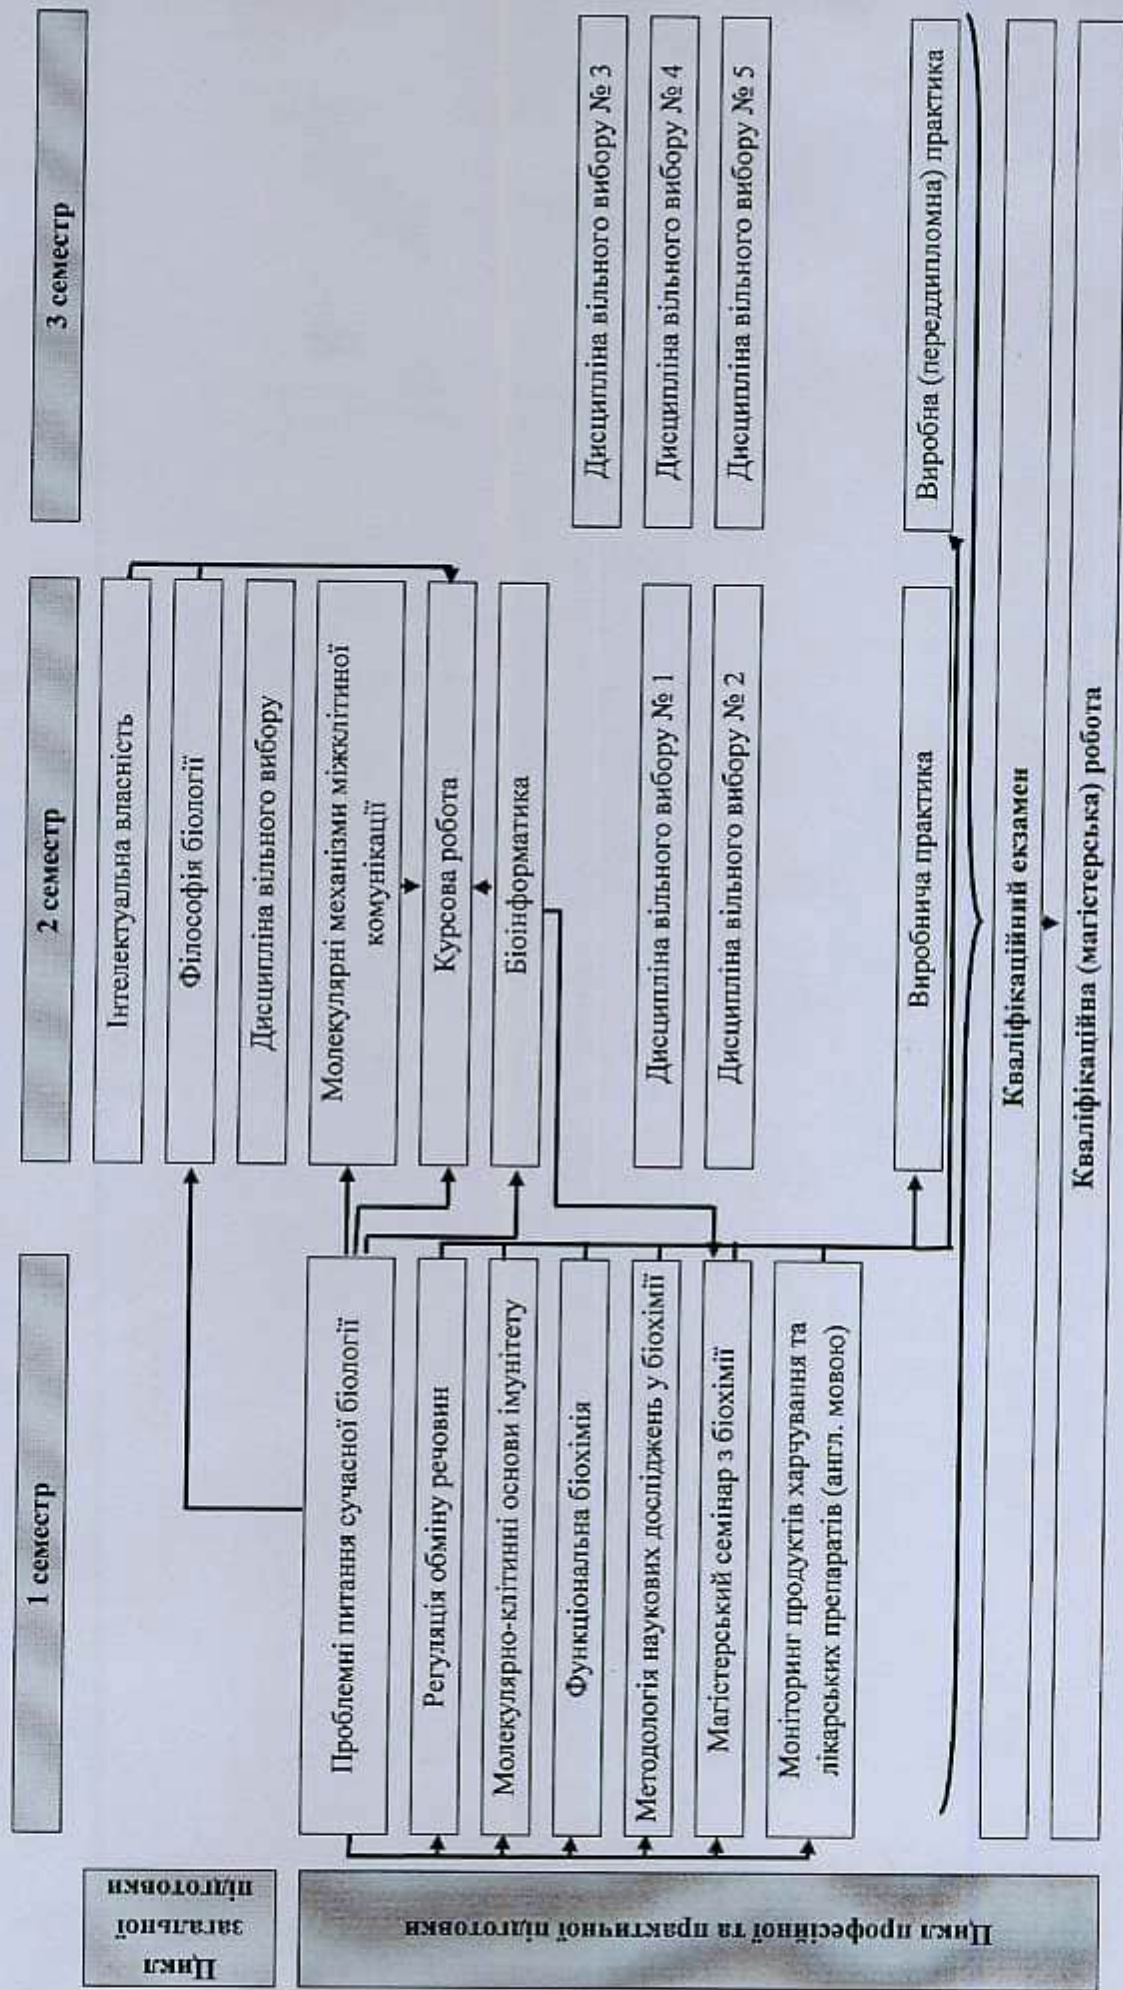 1 семестр
2 семестр
3 семестр
Цикл
загальної
підготовки
Інтелектуальна власність
Філософія біології
Дисципліна вільного вибору
Цикл професійної та практичної підготовки
Проблемні питання сучасної біології
Регуляція обміну речовин
Молекулярно-клітинні основи імунітету
Функціональна біохімія
Методологія наукових досліджень у біохімії
Магістерський семінар з біохімії
Моніторинг продуктів харчування та
лікарських препаратів (англ. мовою)
Молекулярні механізми міжклітиної
комунікації
Курсова робота
Біоінформатика
Дисципліна вільного вибору № 1
Дисципліна вільного вибору № 2
Виробнича практика
Дисципліна вільного вибору № 3
Дисципліна вільного вибору № 4
Дисципліна вільного вибору № 5
Виробна (переддипломна) практика
Кваліфікаційний екзамен
Кваліфікаційна (магістерська) робота